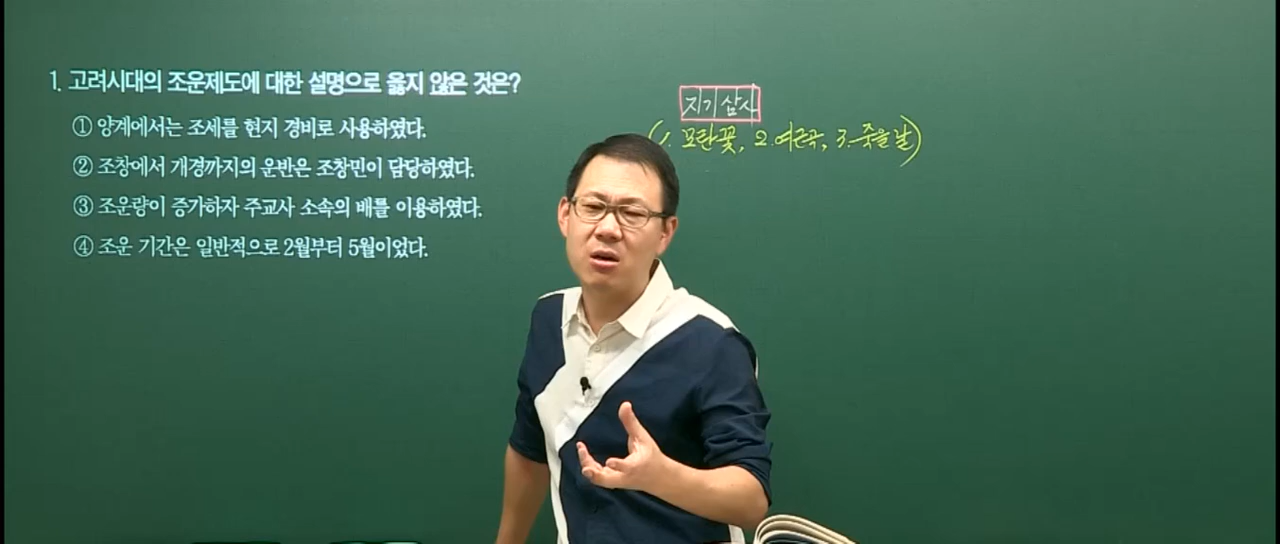 1. 고려시대의 조운제도에 대한 설명으로 옳지 않은 것은?
① 양계에서는 조세를 현지 경비로 사용하였다.
② 조창에서 개경까지의 운반은 조창민이 담당하였다.
③ 조운량이 증가하자 주교사 소속의 배를 이용하였다.
④ 조운 기간은 일반적으로 2월부터 5월이었다.
지기삼사
(1. 모란꽃, 2. 여근곡, 3. 죽을 날)